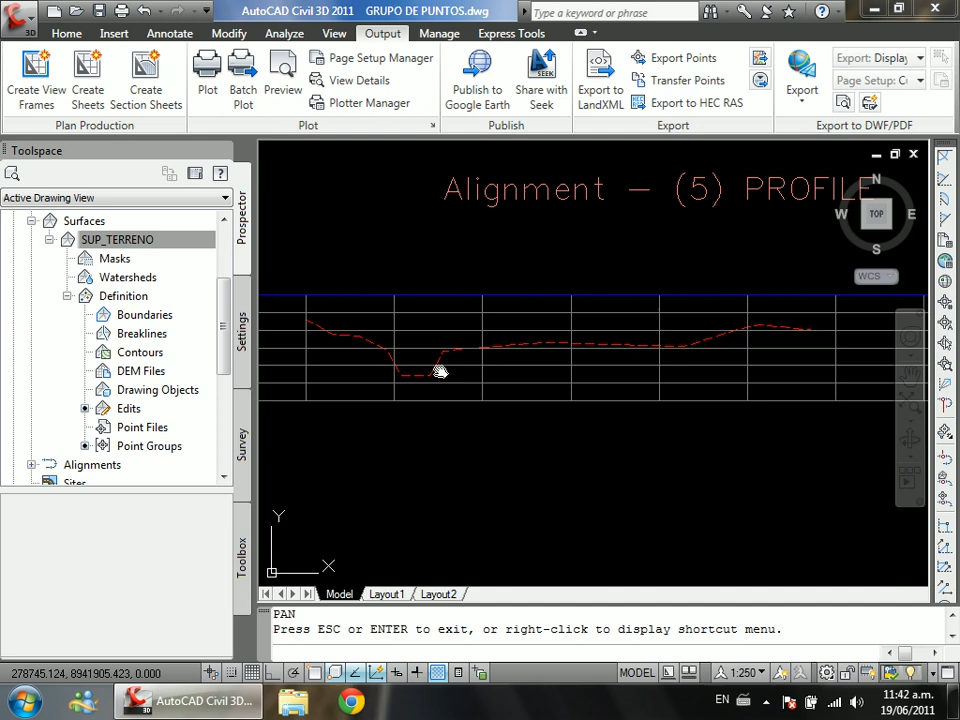 3D
AutoCAD Civil 3D 2011 GRUPO DE PUNTOS.dwg
Type a keyword or phrase
Home Insert Annotate Modify Analyze View Output Manage Express Tools
Create View Frames
Create Sheets
Create Section Sheets
Plan Production
Plot
Batch Plot
Preview
Page Setup Manager
View Details
Plotter Manager
Plot
Publish to Google Earth
SEEK
Share with Seek
Publish
Export to LandXML
Export Points
Transfer Points
Export to HEC RAS
Export
Export
Export: Display
Page Setup: C
Export to DWF/PDF
Toolspace
Active Drawing View
Surfaces
SUP_TERRENO
Masks
Watersheds
Definition
Boundaries
Breaklines
Contours
DEM Files
Drawing Objects
Edits
Point Files
Point Groups
Alignments
Sites
Prospector
Settings
Survey
Toolbox
Alignment - (5) PROFILE
N
W TOP E
S
WCS
Y
X
Model Layout1 Layout2
PAN
Press ESC or ENTER to exit, or right-click to display shortcut menu.
278745.124, 8941905.423, 0.000
MODEL
1:250
AutoCAD Civil 3D...
EN
11:42 a.m.
19/06/2011